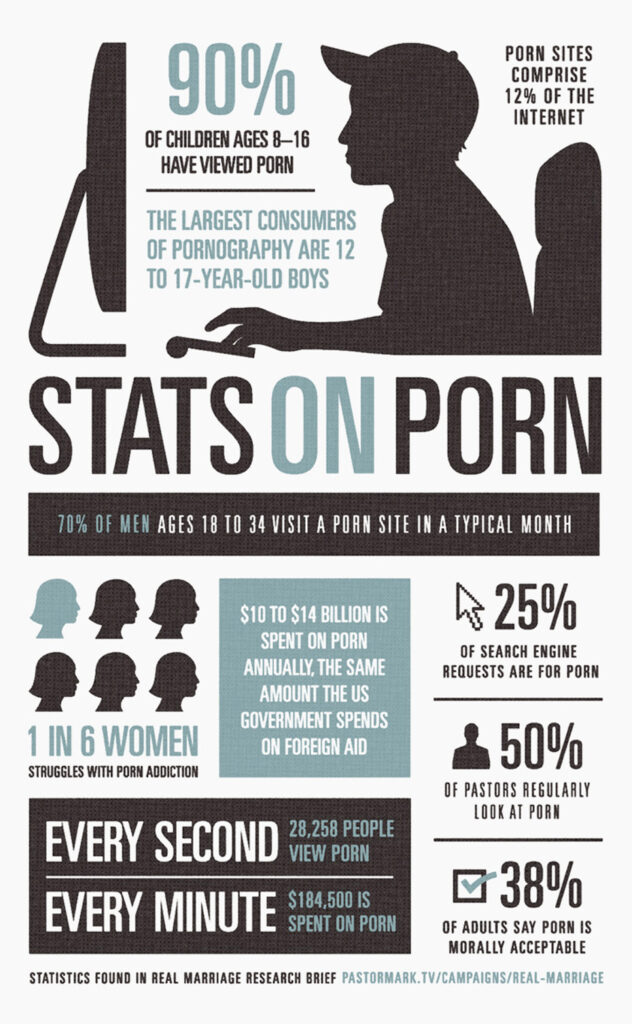 90%
OF CHILDREN AGES 8–16
HAVE VIEWED PORN
THE LARGEST CONSUMERS
OF PORNOGRAPHY ARE 12
TO 17-YEAR-OLD BOYS
PORN SITES
COMPRISE
12% OF THE
INTERNET
STATS ON PORN
70% OF MEN AGES 18 TO 34 VISIT A PORN SITE IN A TYPICAL MONTH
1 IN 6 WOMEN
STRUGGLES WITH PORN ADDICTION
$10 TO $14 BILLION IS
SPENT ON PORN
ANNUALLY, THE SAME
AMOUNT THE US
GOVERNMENT SPENDS
ON FOREIGN AID
25%
OF SEARCH ENGINE
REQUESTS ARE FOR PORN
50%
OF PASTORS REGULARLY
LOOK AT PORN
38%
OF ADULTS SAY PORN IS
MORALLY ACCEPTABLE
EVERY SECOND
28,258 PEOPLE
VIEW PORN
EVERY MINUTE
$184,500 IS
SPENT ON PORN
STATISTICS FOUND IN REAL MARRIAGE RESEARCH BRIEF PASTORMARK.TV/CAMPAIGNS/REAL-MARRIAGE